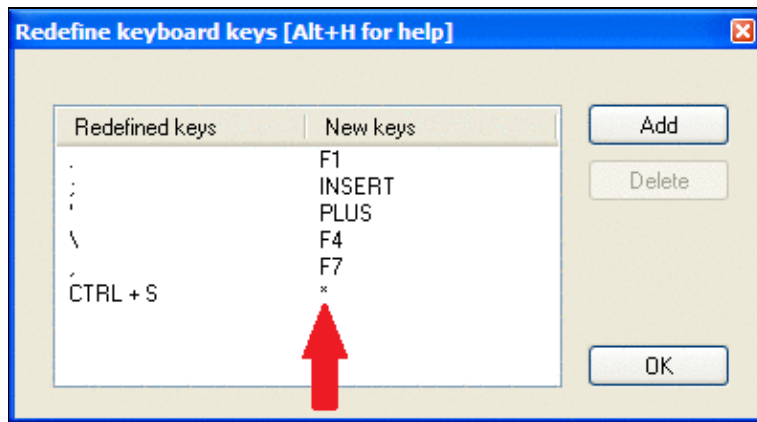 Redefine keyboard keys [Alt+H for help]
Redefined keys New keys Add
. F1
; INSERT Delete
' PLUS
\ F4
, F7
CTRL + S *
OK